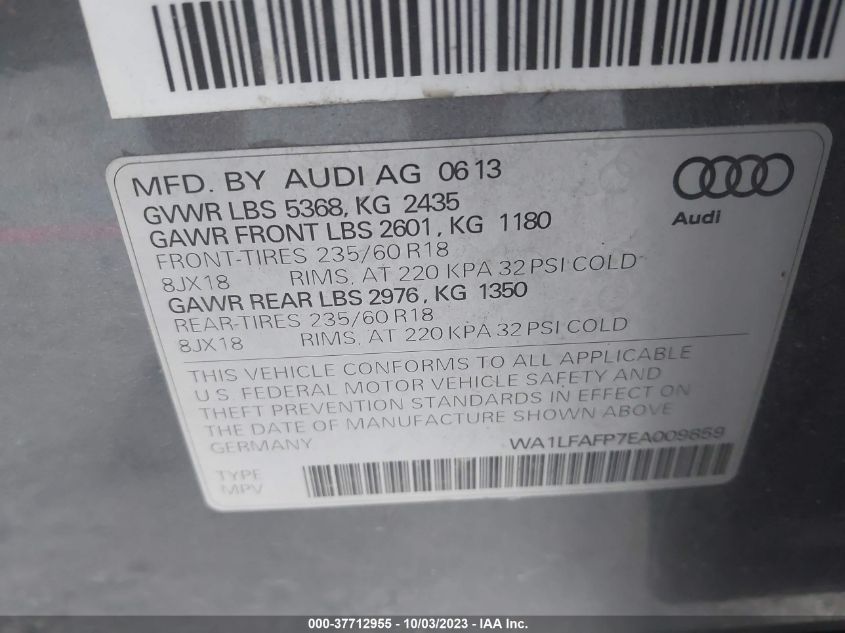 MFD. BY AUDI AG 06 13
GVWR LBS 5368, KG 2435
GAWR FRONT LBS 2601, KG 1180
FRONT-TIRES 235/60 R18
8JX18 RIMS, AT 220 KPA 32 PSI COLD
GAWR REAR LBS 2976, KG 1350
REAR-TIRES 235/60 R18
8JX18 RIMS, AT 220 KPA 32 PSI COLD
Audi
THIS VEHICLE CONFORMS TO ALL APPLICABLE
U.S. FEDERAL MOTOR VEHICLE SAFETY AND
THEFT PREVENTION STANDARDS IN EFFECT ON
THE DATE OF MANUFACTURE SHOWN ABOVE
GERMANY WA1LFAFP7EA009859
TYPE
MPV
000-37712955 - 10/03/2023 - IAA Inc.